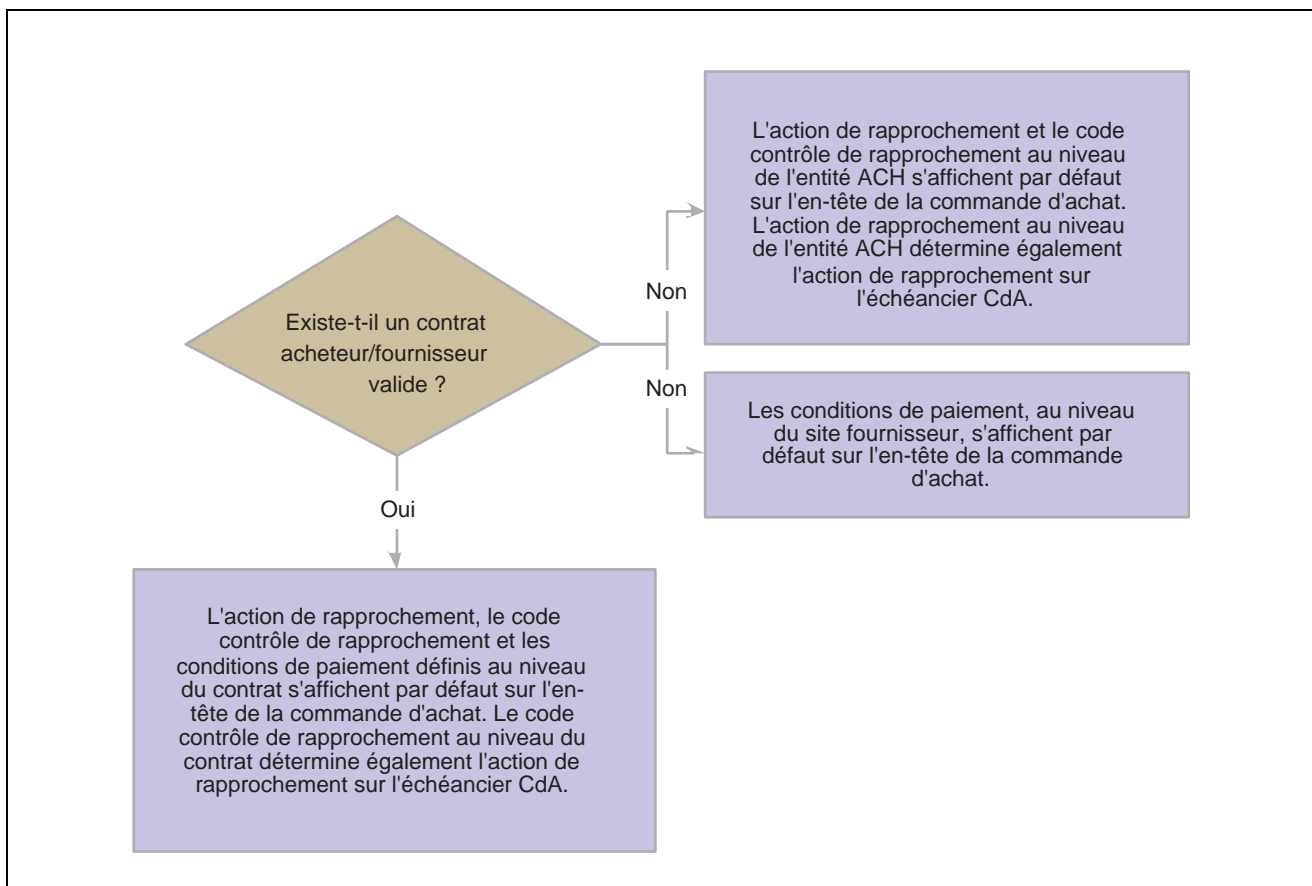 L'action de rapprochement et le code
contrôle de rapprochement au niveau
de l'entité ACH s'affichent par défaut
sur l'en-tête de la commande d'achat.
L'action de rapprochement au niveau
de l'entité ACH détermine également
l'action de rapprochement sur
l'échéancier CdA.
Non
Existe-t-il un contrat
acheteur/fournisseur
valide ?
Non
Les conditions de paiement, au niveau
du site fournisseur, s'affichent par
défaut sur l'en-tête de la commande
d'achat.
Oui
L'action de rapprochement, le code
contrôle de rapprochement et les
conditions de paiement définis au niveau
du contrat s'affichent par défaut sur l'en-
tête de la commande d'achat. Le code
contrôle de rapprochement au niveau du
contrat détermine également l'action de
rapprochement sur l'échéancier CdA.